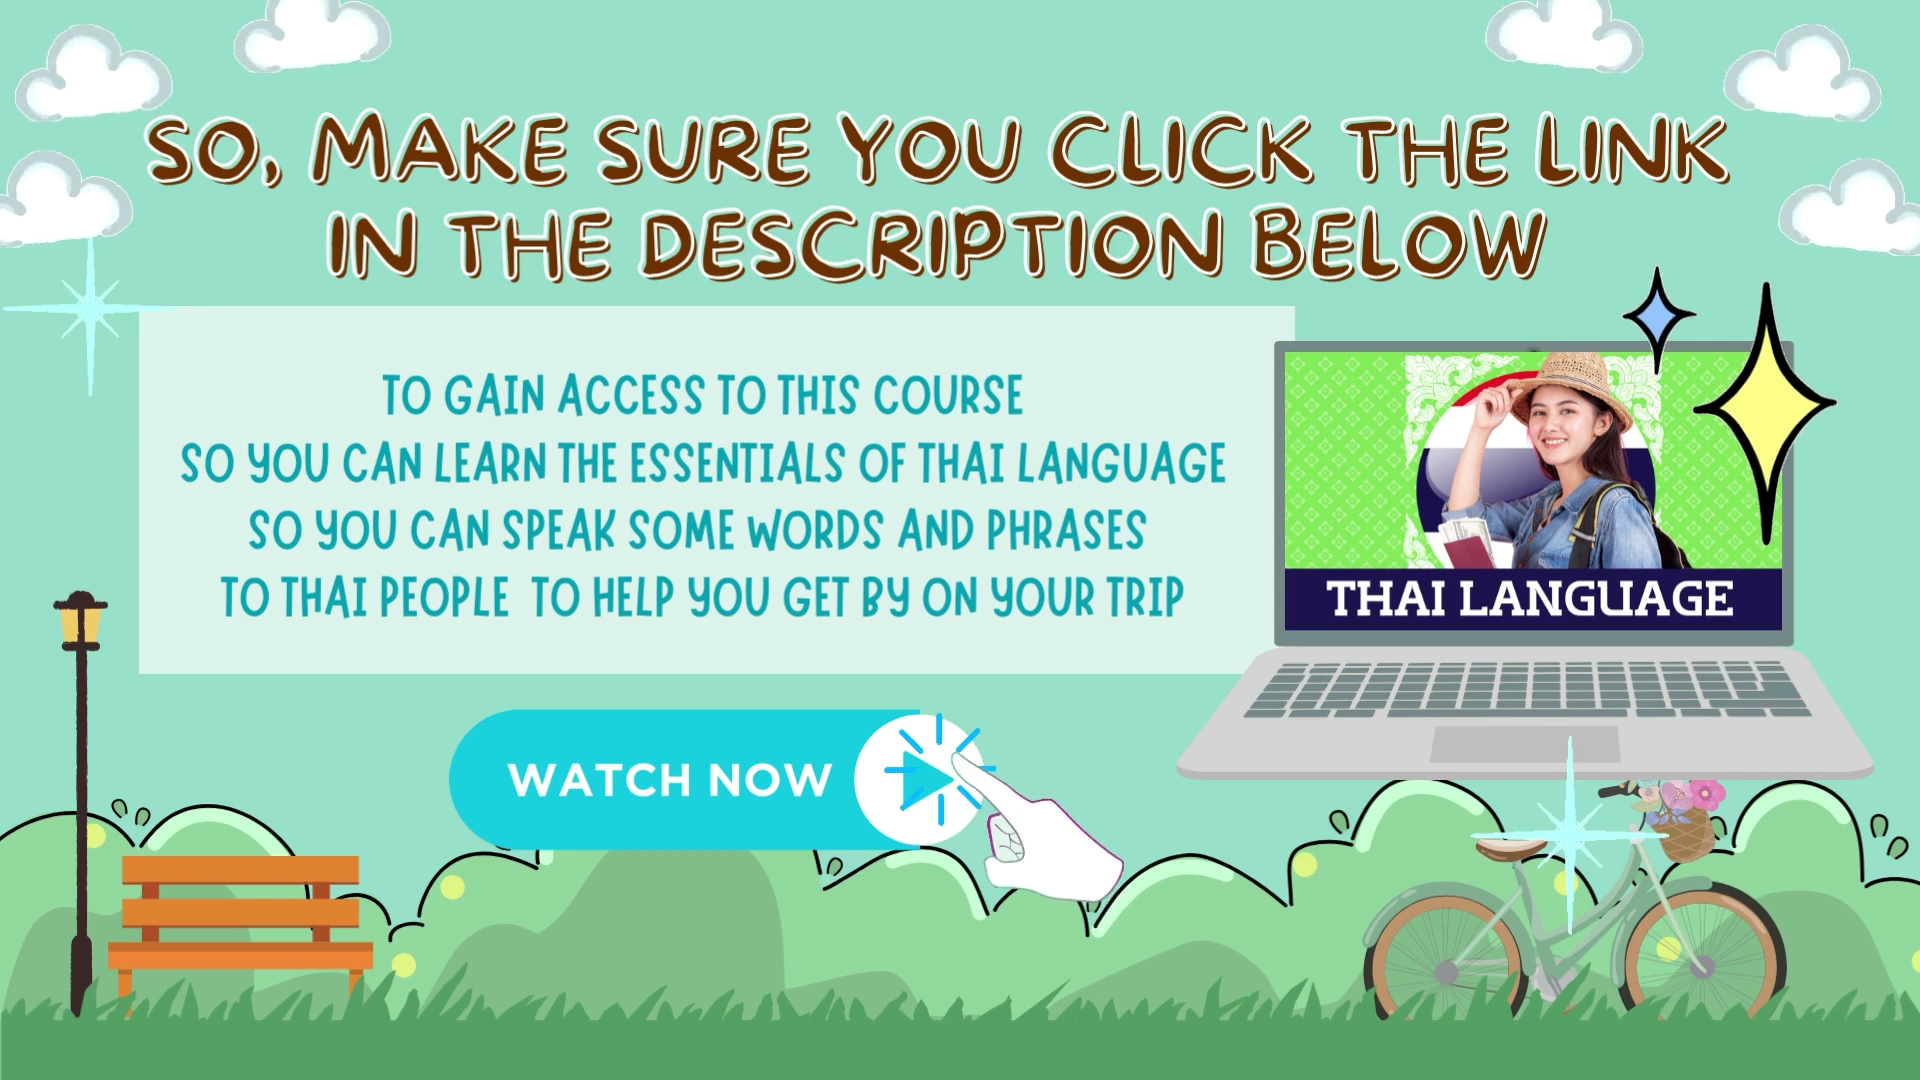 SO, MAKE SURE YOU CLICK THE LINK
IN THE DESCRIPTION BELOW
TO GAIN ACCESS TO THIS COURSE
SO YOU CAN LEARN THE ESSENTIALS OF THAI LANGUAGE
SO YOU CAN SPEAK SOME WORDS AND PHRASES
TO THAI PEOPLE TO HELP YOU GET BY ON YOUR TRIP
THAI LANGUAGE
WATCH NOW